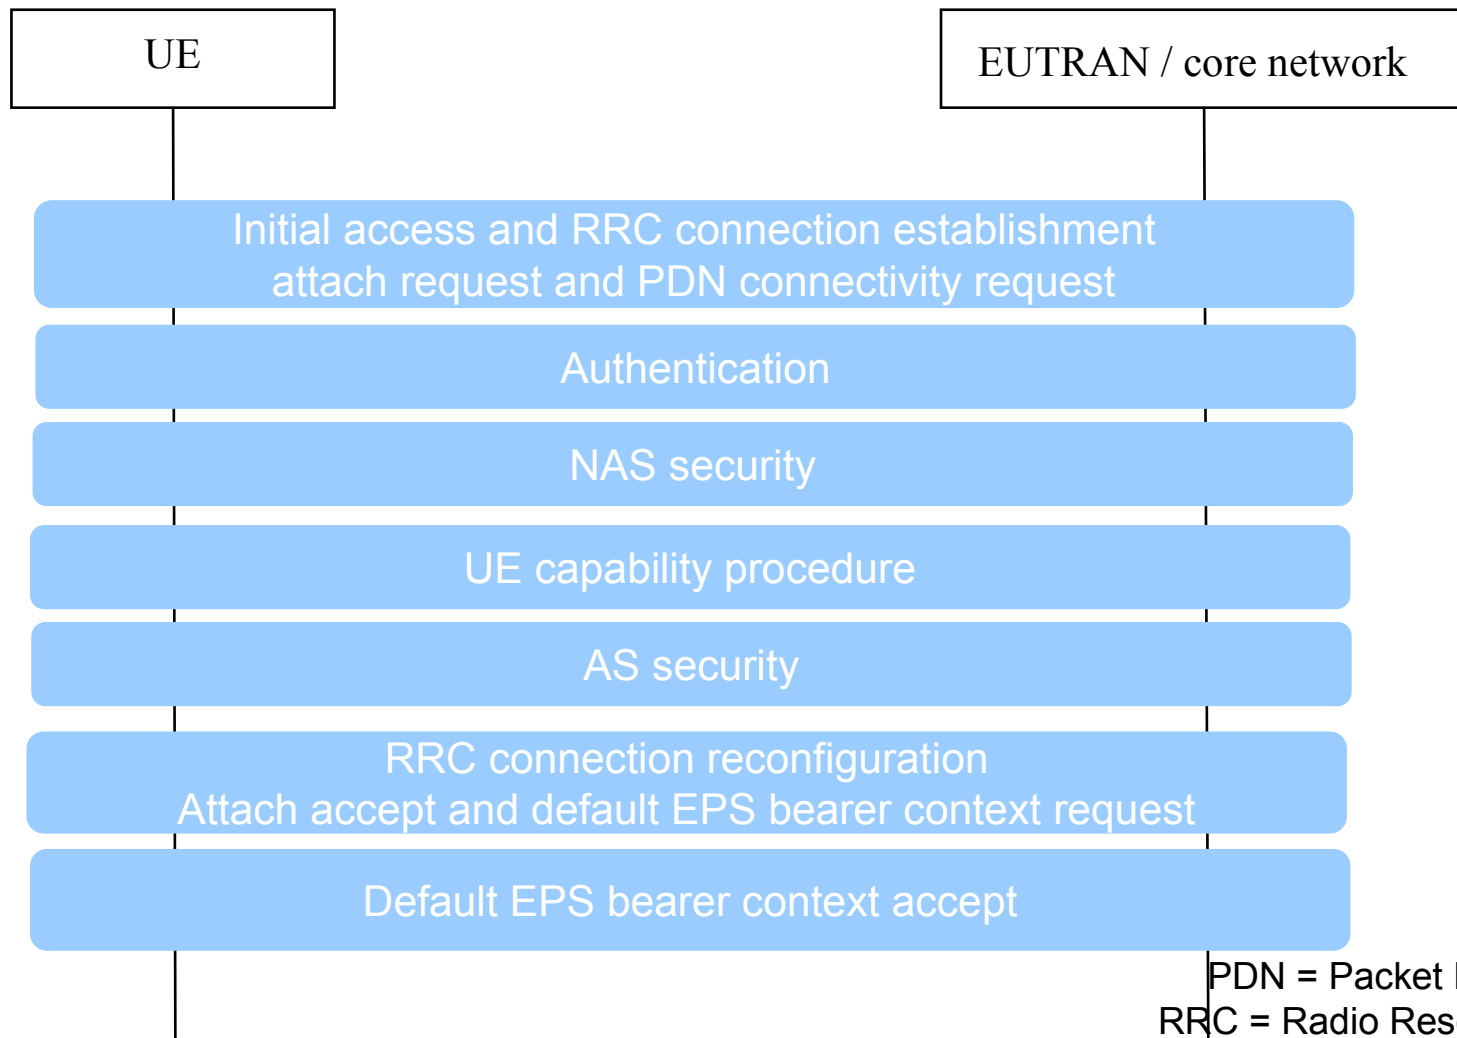 UE
EUTRAN / core network
Initial access and RRC connection establishment
attach request and PDN connectivity request
Authentication
NAS security
UE capability procedure
AS security
RRC connection reconfiguration
Attach accept and default EPS bearer context request
Default EPS bearer context accept
PDN = Packet
RRC = Radio